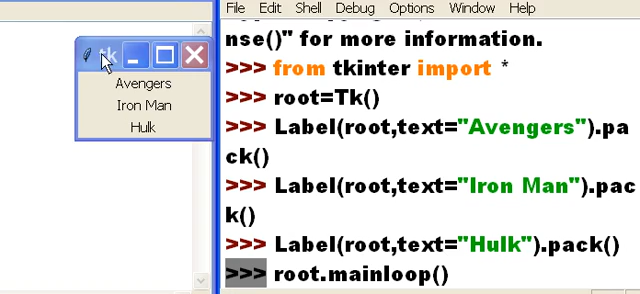 File Edit Shell Debug Options Window Help
nse()" for more information.
>>> from tkinter import *
>>> root=Tk()
>>> Label(root,text="Avengers").pa
ck()
>>> Label(root,text="Iron Man").pac
k()
>>> Label(root,text="Hulk").pack()
>>> root.mainloop()
tk
Avengers
Iron Man
Hulk